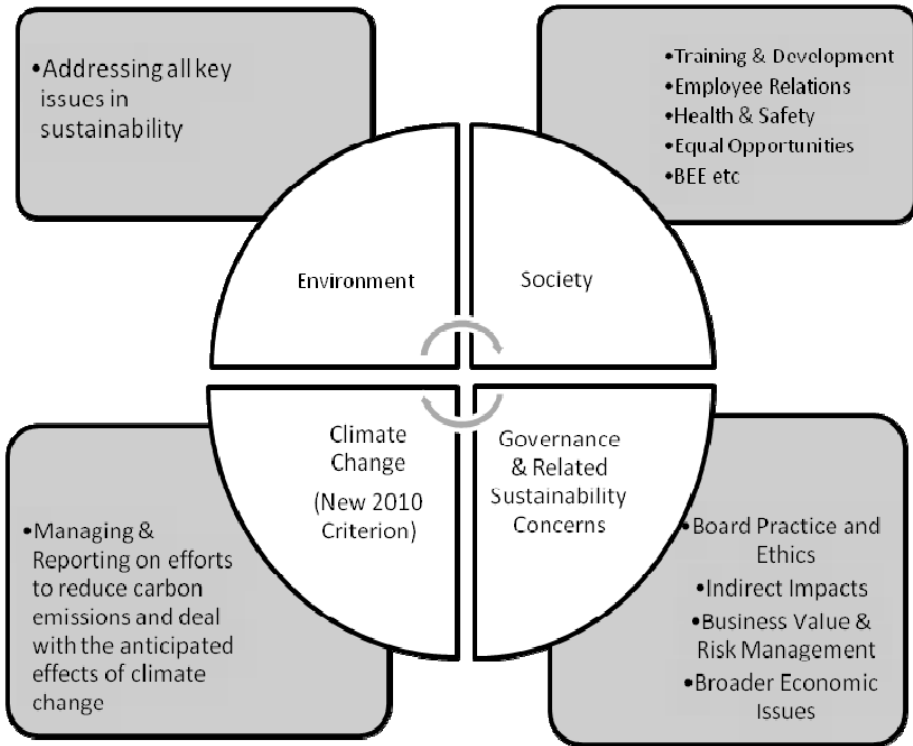 •Addressing all key
issues in
sustainability
•Training & Development
•Employee Relations
•Health & Safety
•Equal Opportunities
•BEE etc
Environment
Society
Climate
Change
(New 2010
Criterion)
Governance
& Related
Sustainability
Concerns
•Managing &
Reporting on efforts
to reduce carbon
emissions and deal
with the anticipated
effects of climate
change
•Board Practice and
Ethics
•Indirect Impacts
•Business Value &
Risk Management
•Broader Economic
Issues